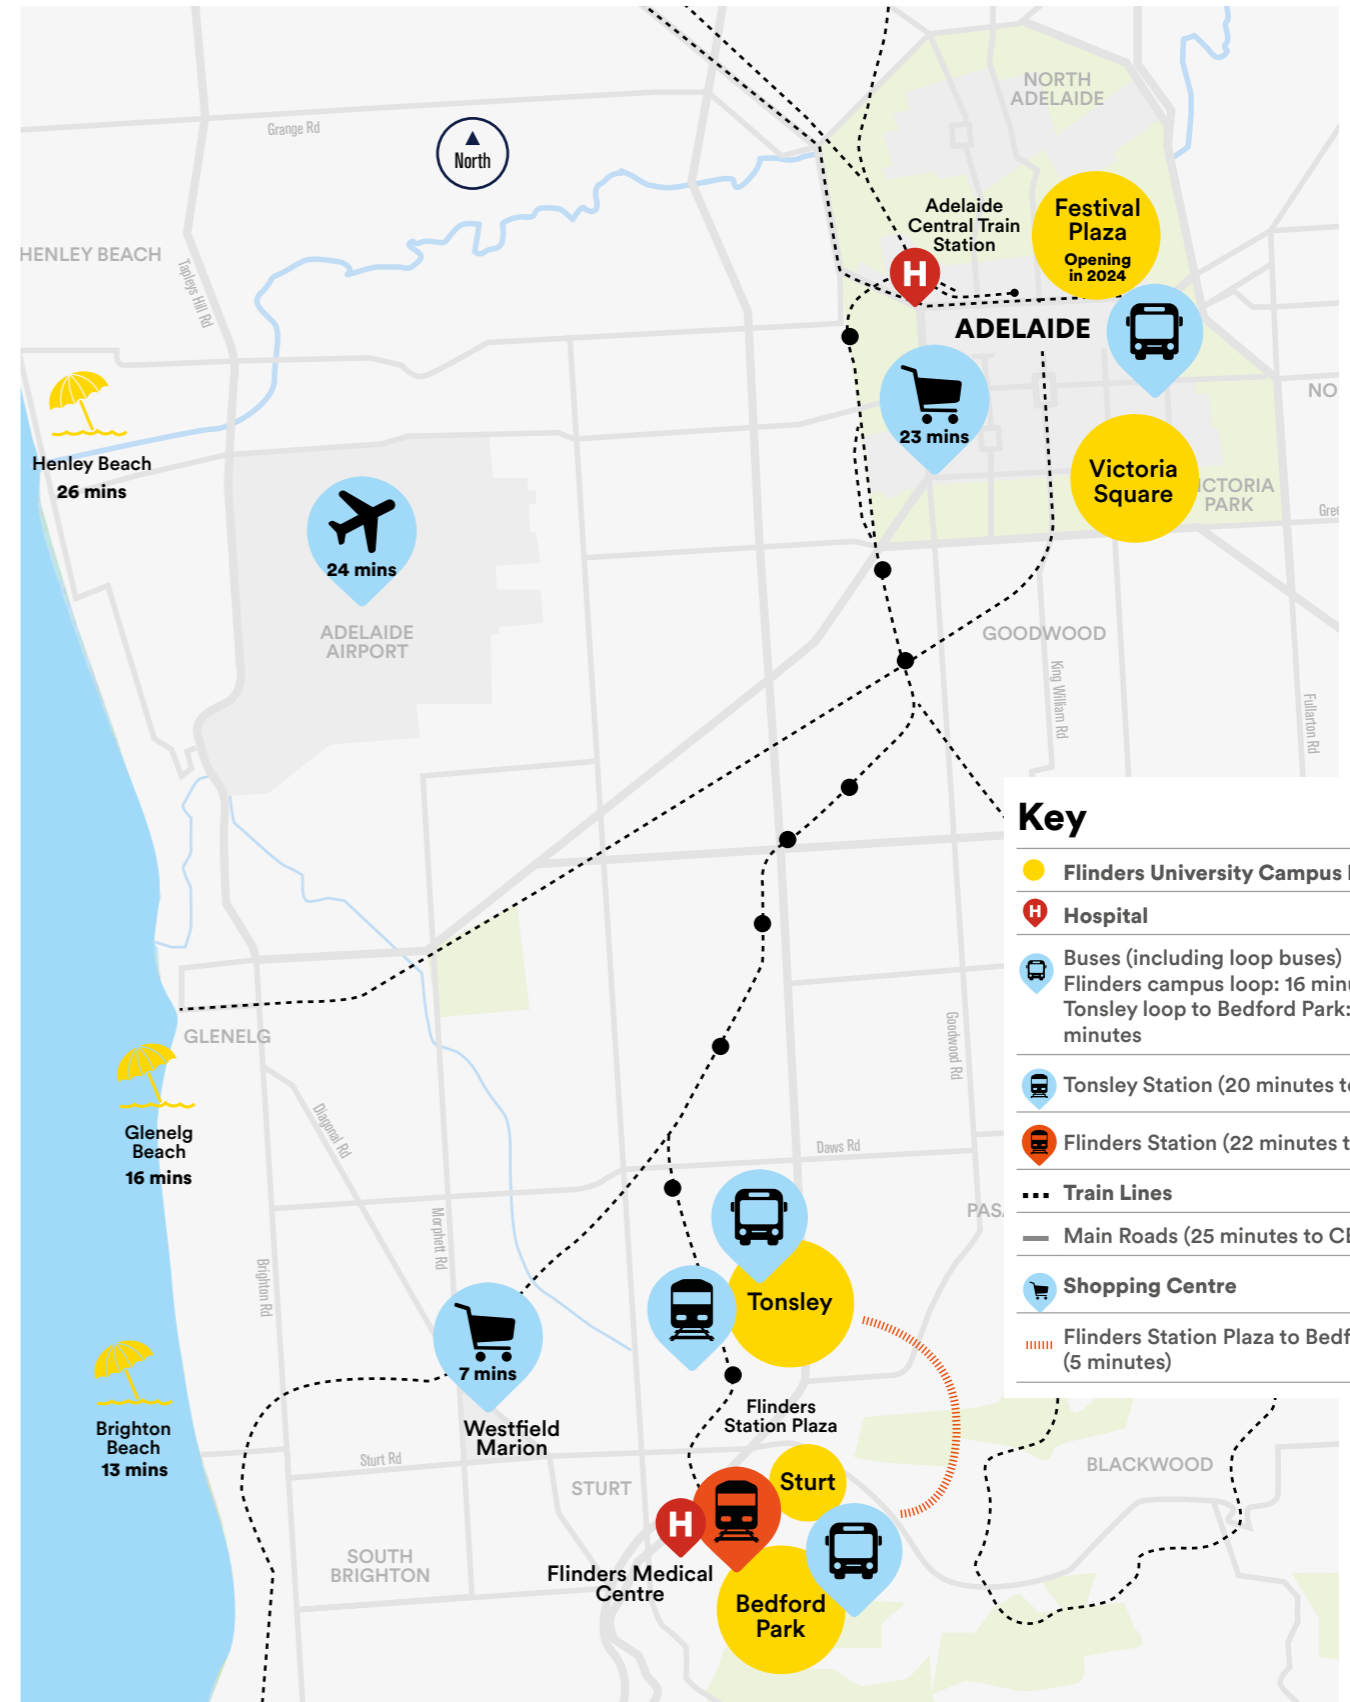 NORTH
ADELAIDE
Grange Rd
North
Adelaide
Central Train
Station
Festival
Plaza
Opening
in 2024
HENLEY BEACH
Tapleys Hill Rd
H
ADELAIDE
23 mins
NO
Henley Beach
26 mins
Victoria
Square
ICTORIA
PARK
Gree
24 mins
ADELAIDE
AIRPORT
GOODWOOD
King William Rd
Fullarton Rd
Key
Flinders University Campus
H
Hospital
Buses (including loop buses)
Flinders campus loop: 16 minu
Tonsley loop to Bedford Park:
minutes
Tonsley Station (20 minutes to
Flinders Station (22 minutes t
Train Lines
Main Roads (25 minutes to CB
Shopping Centre
Flinders Station Plaza to Bedf
(5 minutes)
GLENELG
Goodwood Rd
Glenelg
Beach
16 mins
Diagonal Rd
Daws Rd
PASA
Morphett Rd
Brighton Rd
Tonsley
7 mins
Westfield
Marion
Flinders
Station Plaza
Brighton
Beach
13 mins
Sturt Rd
STURT
Sturt
BLACKWOOD
H
SOUTH
BRIGHTON
Flinders Medical
Centre
Bedford
Park